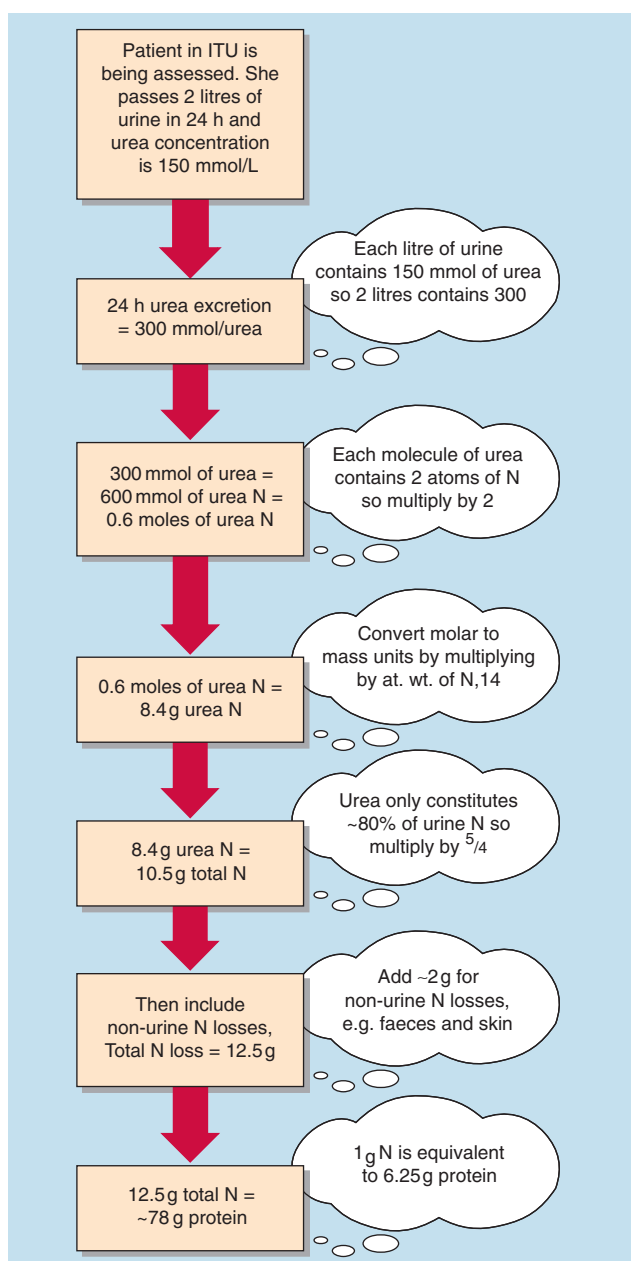 Patient in ITU is
being assessed. She
passes 2 litres of
urine in 24 h and
urea concentration
is 150 mmol/L
Each litre of urine
contains 150 mmol of urea
so 2 litres contains 300
24 h urea excretion
= 300 mmol/urea
Each molecule of urea
contains 2 atoms of N
so multiply by 2
300 mmol of urea =
600 mmol of urea N =
0.6 moles of urea N
Convert molar to
mass units by multiplying
by at. wt. of N,14
0.6 moles of urea N =
8.4 g urea N
Urea only constitutes
~80% of urine N so
multiply by 5/4
8.4 g urea N =
10.5 g total N
Add ~2 g for
non-urine N losses,
e.g. faeces and skin
Then include
non-urine N losses,
Total N loss = 12.5 g
1 g N is equivalent
to 6.25 g protein
12.5 g total N =
~78 g protein